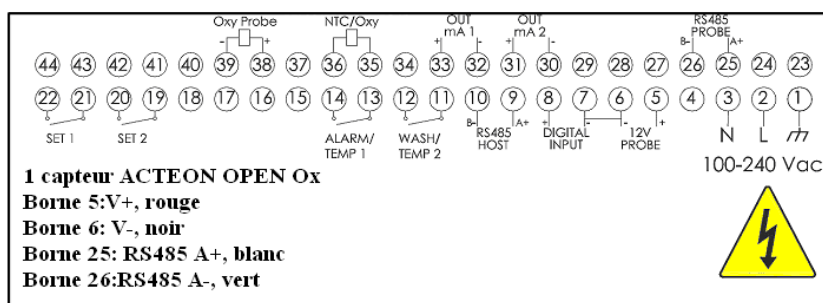 Oxy Probe NTC/Oxy OUT mA 1 OUT mA 2 RS485 PROBE
- + + - + - B- A+
44 43 42 41 40 39 38 37 36 35 34 33 32 31 30 29 28 27 26 25 24 23
22 21 20 19 18 17 16 15 14 13 12 11 10 9 8 7 6 5 4 3 2 1
SET 1 SET 2 ALARM/ TEMP 1 WASH/ TEMP 2 B- A+ RS485 HOST + - DIGITAL INPUT - + 12V PROBE N L
100-240 Vac
1 capteur ACTEON OPEN Ox
Borne 5:V+, rouge
Borne 6: V-, noir
Borne 25: RS485 A+, blanc
Borne 26:RS485 A-, vert